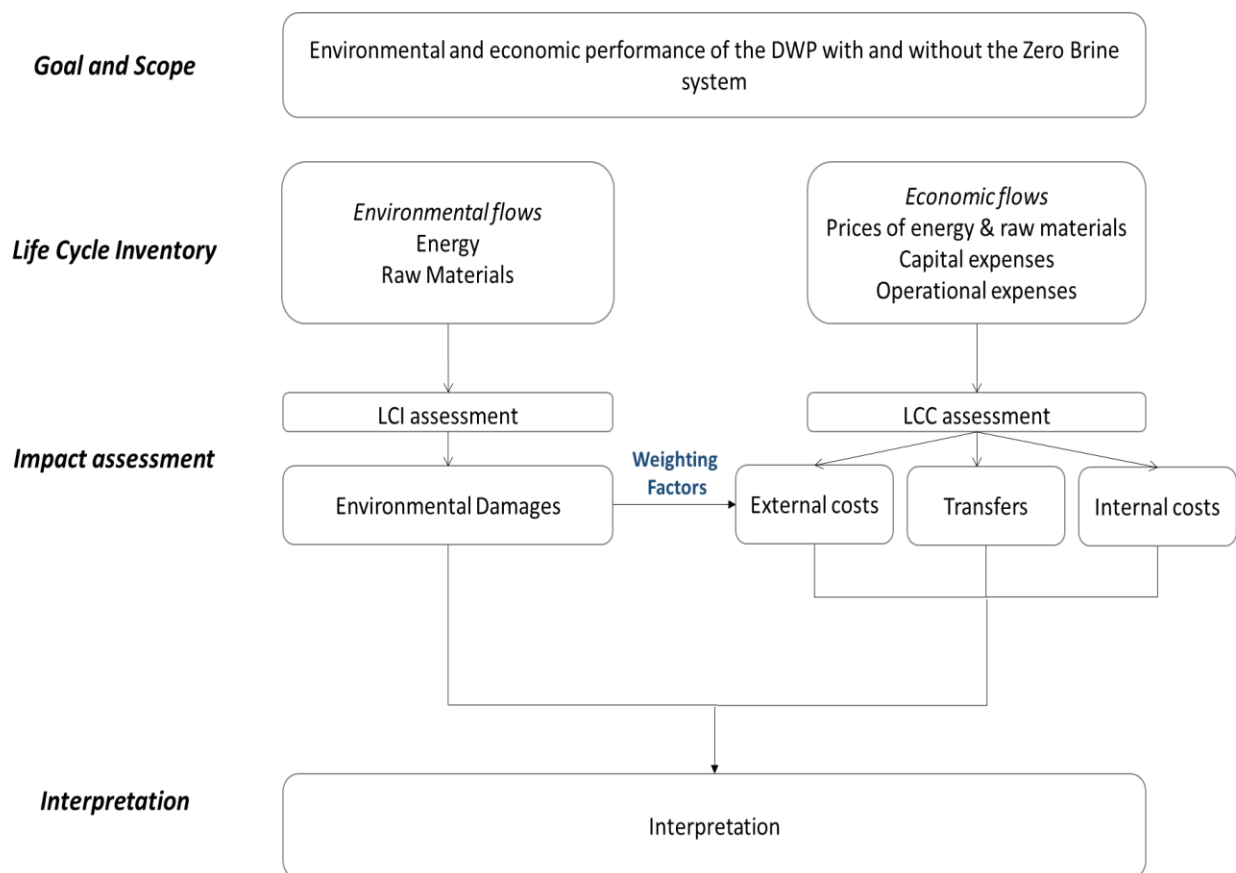 Goal and Scope
Environmental and economic performance of the DWP with and without the Zero Brine
system
Life Cycle Inventory
Environmental flows
Energy
Raw Materials
Economic flows
Prices of energy & raw materials
Capital expenses
Operational expenses
Impact assessment
LCI assessment
LCC assessment
Environmental Damages
Weighting
Factors
External costs
Transfers
Internal costs
Interpretation
Interpretation